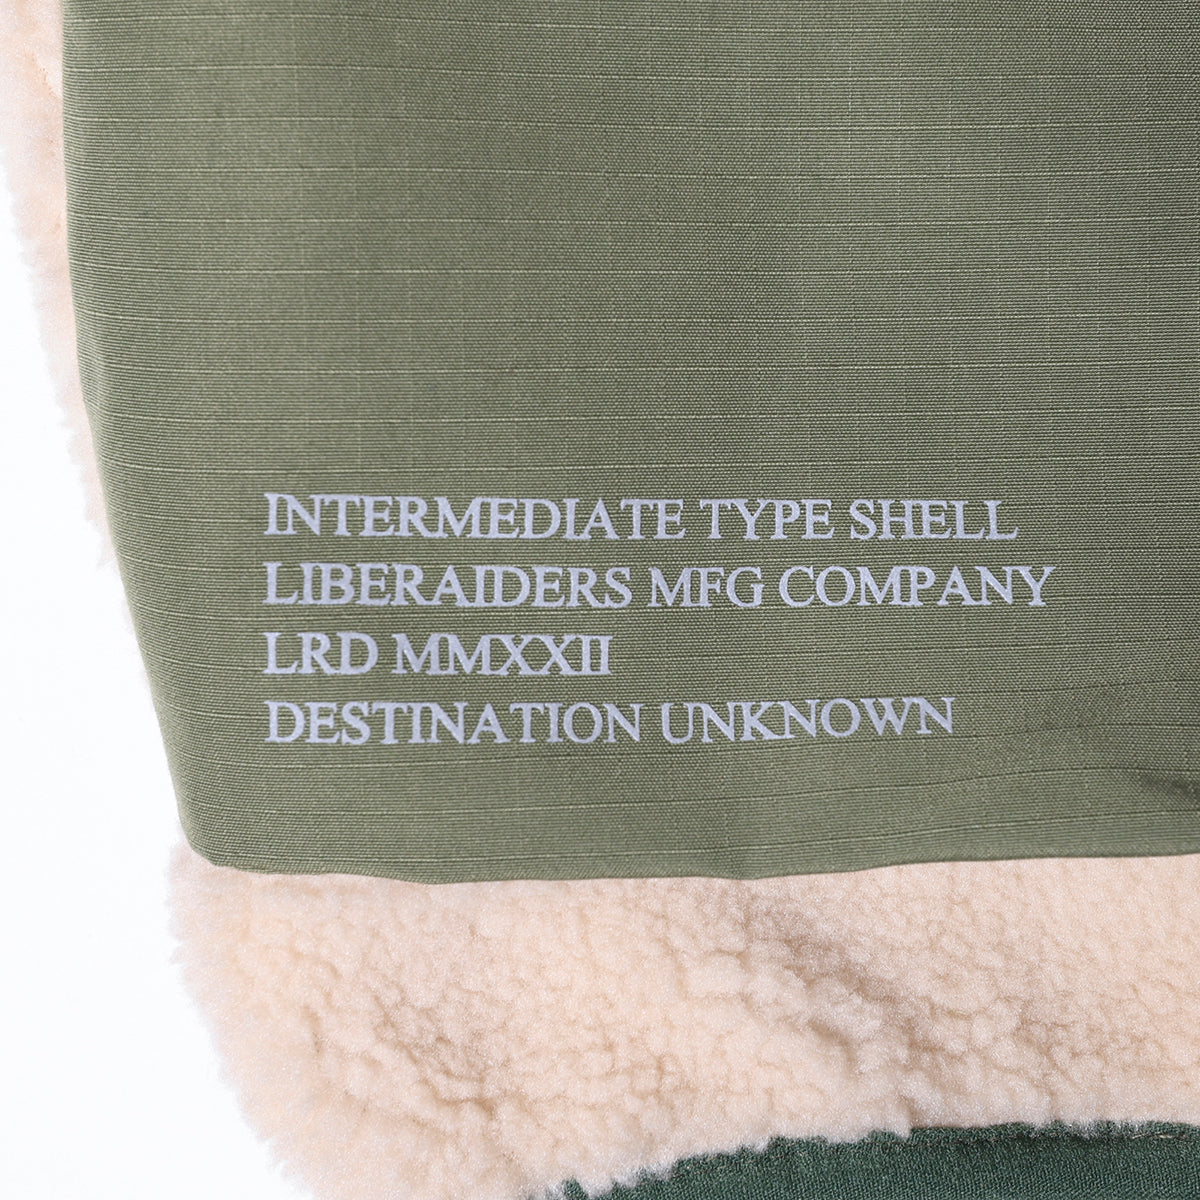 INTERMEDIATE TYPE SHELL
LIBERAIDERS MFG COMPANY
LRD MMXXII
DESTINATION UNKNOWN